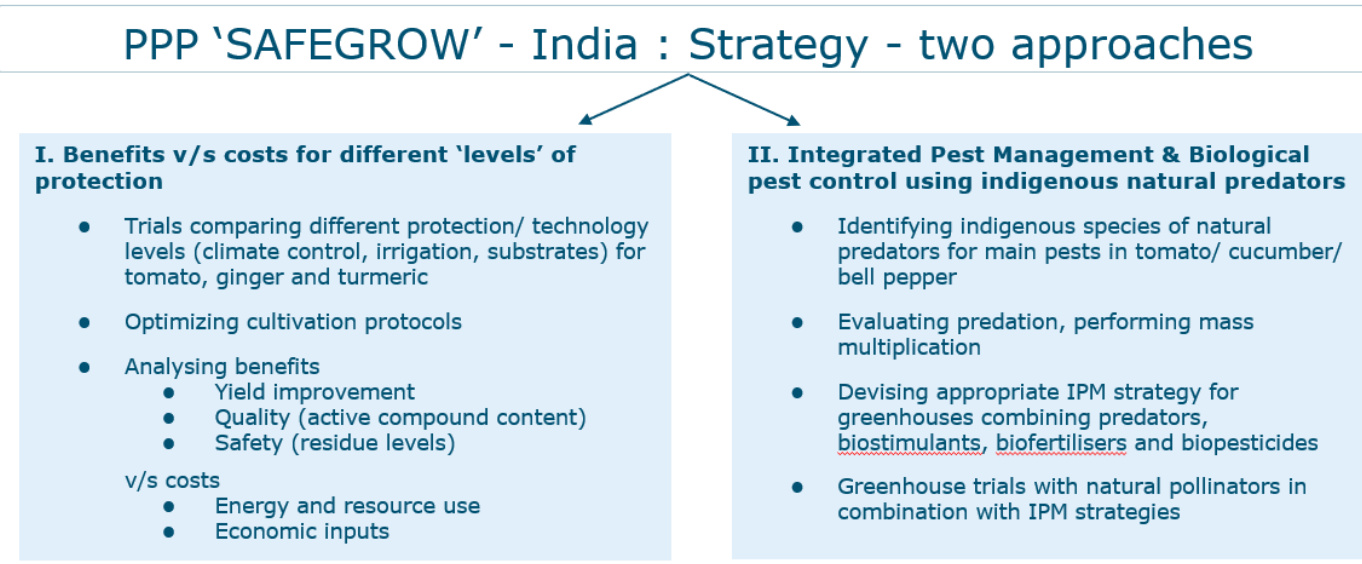 PPP ‘SAFEGROW’ - India : Strategy - two approaches
I. Benefits v/s costs for different ‘levels’ of
protection
● Trials comparing different protection/ technology
levels (climate control, irrigation, substrates) for
tomato, ginger and turmeric
● Optimizing cultivation protocols
● Analysing benefits
● Yield improvement
● Quality (active compound content)
● Safety (residue levels)
v/s costs
● Energy and resource use
● Economic inputs
II. Integrated Pest Management & Biological
pest control using indigenous natural predators
● Identifying indigenous species of natural
predators for main pests in tomato/ cucumber/
bell pepper
● Evaluating predation, performing mass
multiplication
● Devising appropriate IPM strategy for
greenhouses combining predators,
biostimulants, biofertilisers and biopesticides
● Greenhouse trials with natural pollinators in
combination with IPM strategies